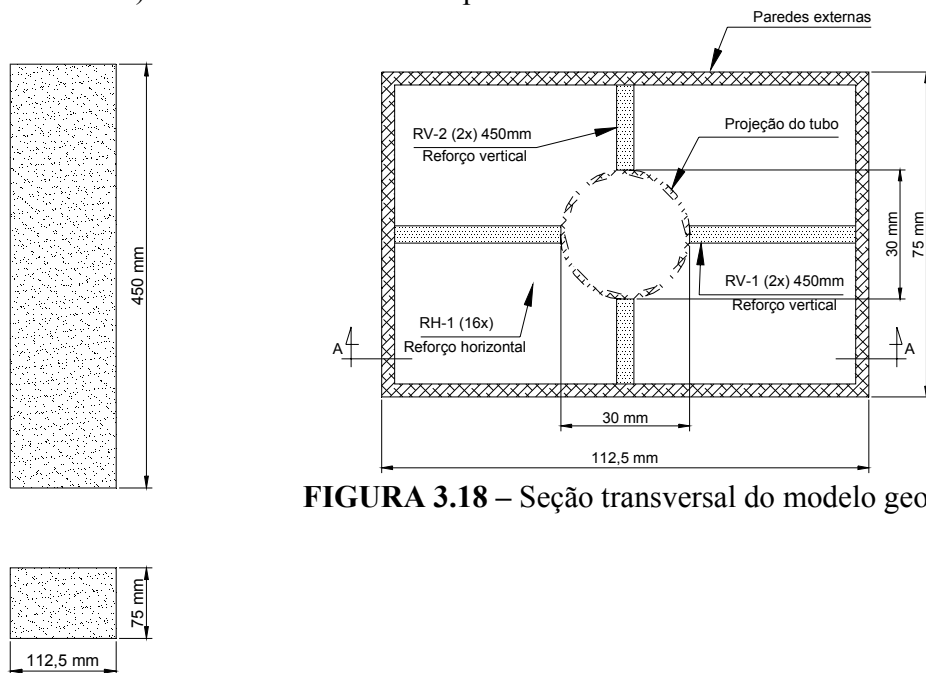 Paredes externas
RV-2 (2x) 450mm
Reforço vertical
Projeção do tubo
450 mm
30 mm
75 mm
RV-1 (2x) 450mm
Reforço vertical
RH-1 (16x)
Reforço horizontal
A
A
30 mm
112,5 mm
FIGURA 3.18 – Seção transversal do modelo geo
75 mm
112,5 mm